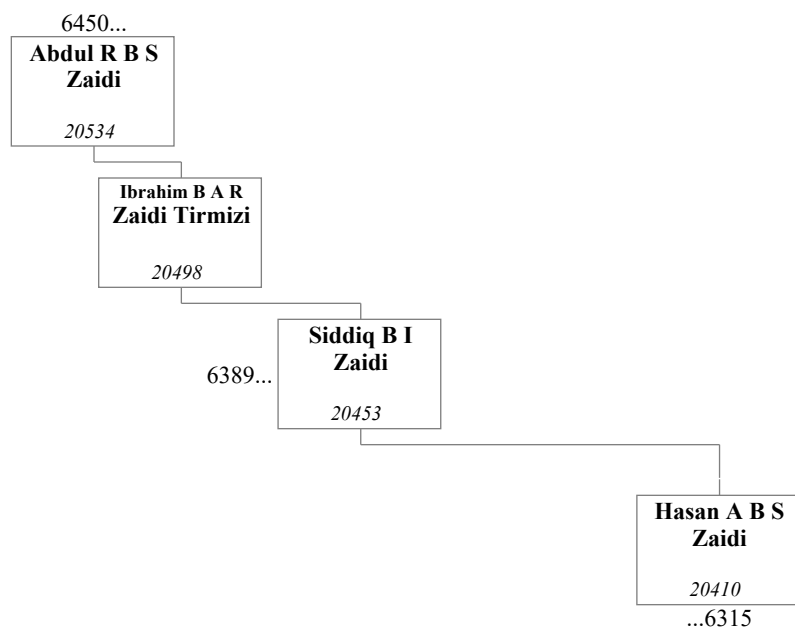 6450...
Abdul R B S
Zaidi
20534
Ibrahim B A R
Zaidi Tirmizi
20498
Siddiq B I
Zaidi
6389...
20453
Hasan A B S
Zaidi
20410
...6315